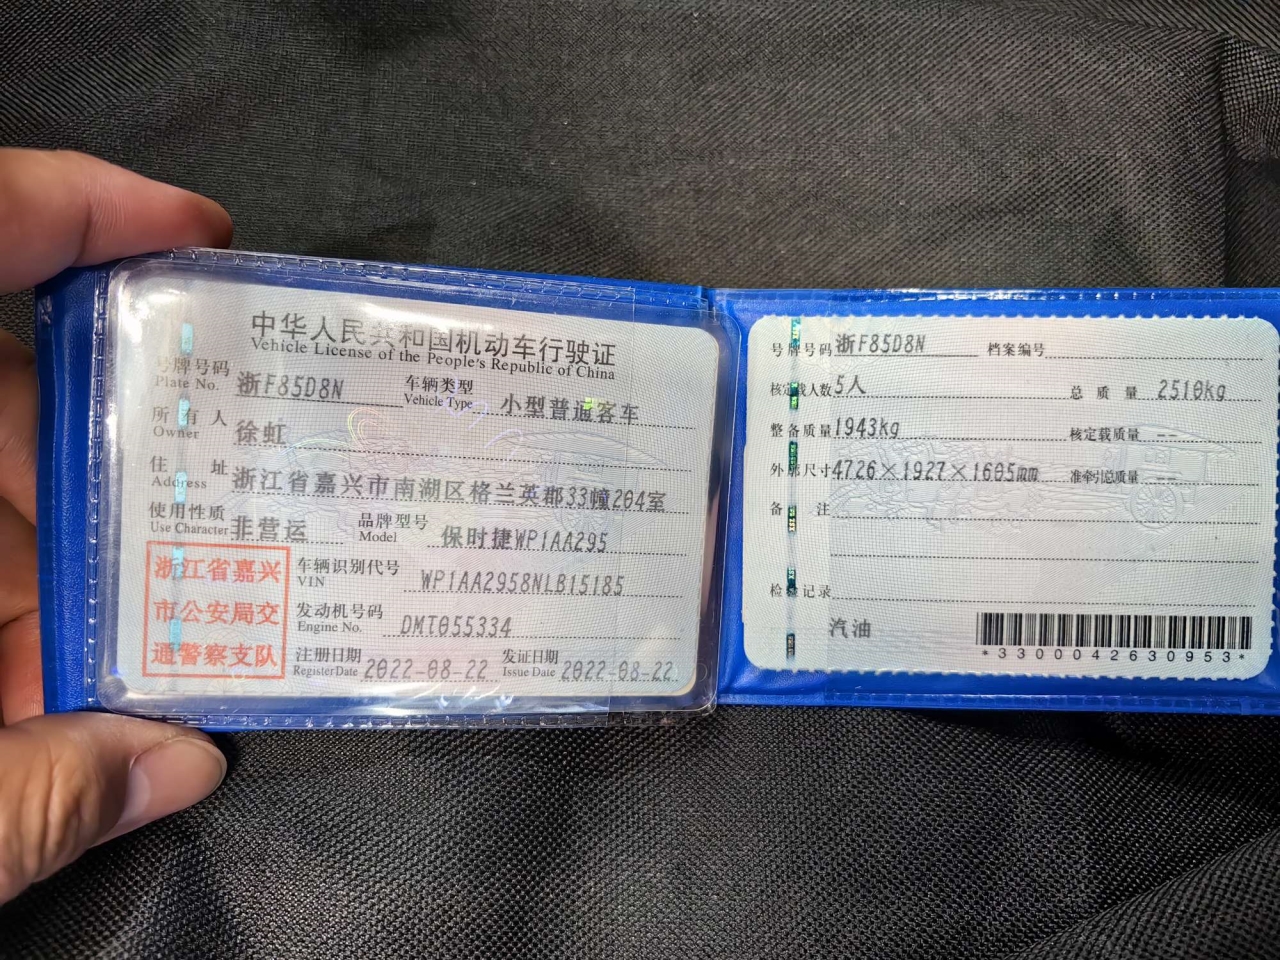 中华人民共和国机动车行驶证
Vehicle License of the People's Republic of China
号牌号码 浙F85D8N 车辆类型 小型普通客车
Plate No. Vehicle Type
所有人 徐虹
Owner
住址 浙江省嘉兴市南湖区格兰英郡33幢204室
Address
使用性质 非营运 品牌型号 保时捷WP1AA295
Use Character Model
浙江省嘉兴
市公安局交
通警察支队
车辆识别代号 WP1AA2958NLB15185
VIN
发动机号码 DMT055334
Engine No.
注册日期 2022-08-22 发证日期 2022-08-22
Register Date Issue Date
号牌号码 浙F85D8N 档案编号
核定载人数 5人 总质量 2510kg
整备质量 1943kg 核定载质量 --
外廓尺寸 4726×1927×1605mm 准牵引总质量 --
备注
检验记录
汽油
*3300042630953*